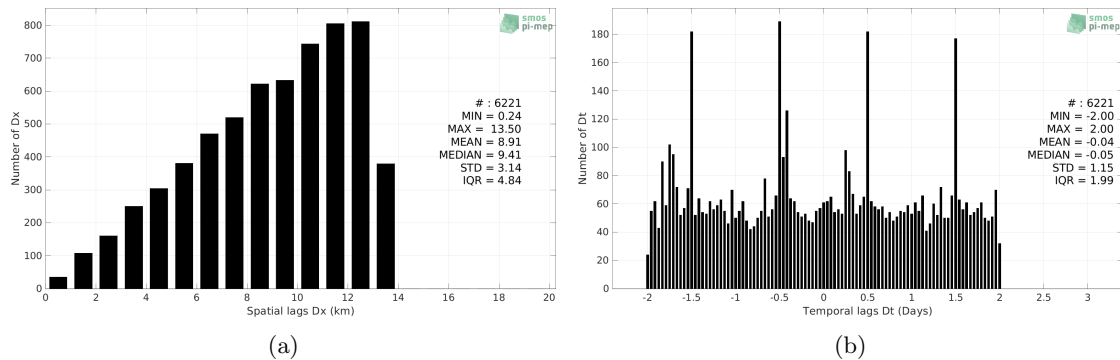 800
700
600
500
400
300
200
100
0
Number of Dx
0 2 4 6 8 10 12 14 16 18 20
Spatial lags Dx (km)
smos
pi-mep
# : 6221
MIN = 0.24
MAX = 13.50
MEAN = 8.91
MEDIAN = 9.41
STD = 3.14
IQR = 4.84
(a)
180
160
140
120
100
80
60
40
20
0
Number of Dt
-2 -1.5 -1 -0.5 0 0.5 1 1.5 2 2.5 3
Temporal lags Dt (Days)
smos
pi-mep
# : 6221
MIN = -2.00
MAX = 2.00
MEAN = -0.04
MEDIAN = -0.05
STD = 1.15
IQR = 1.99
(b)